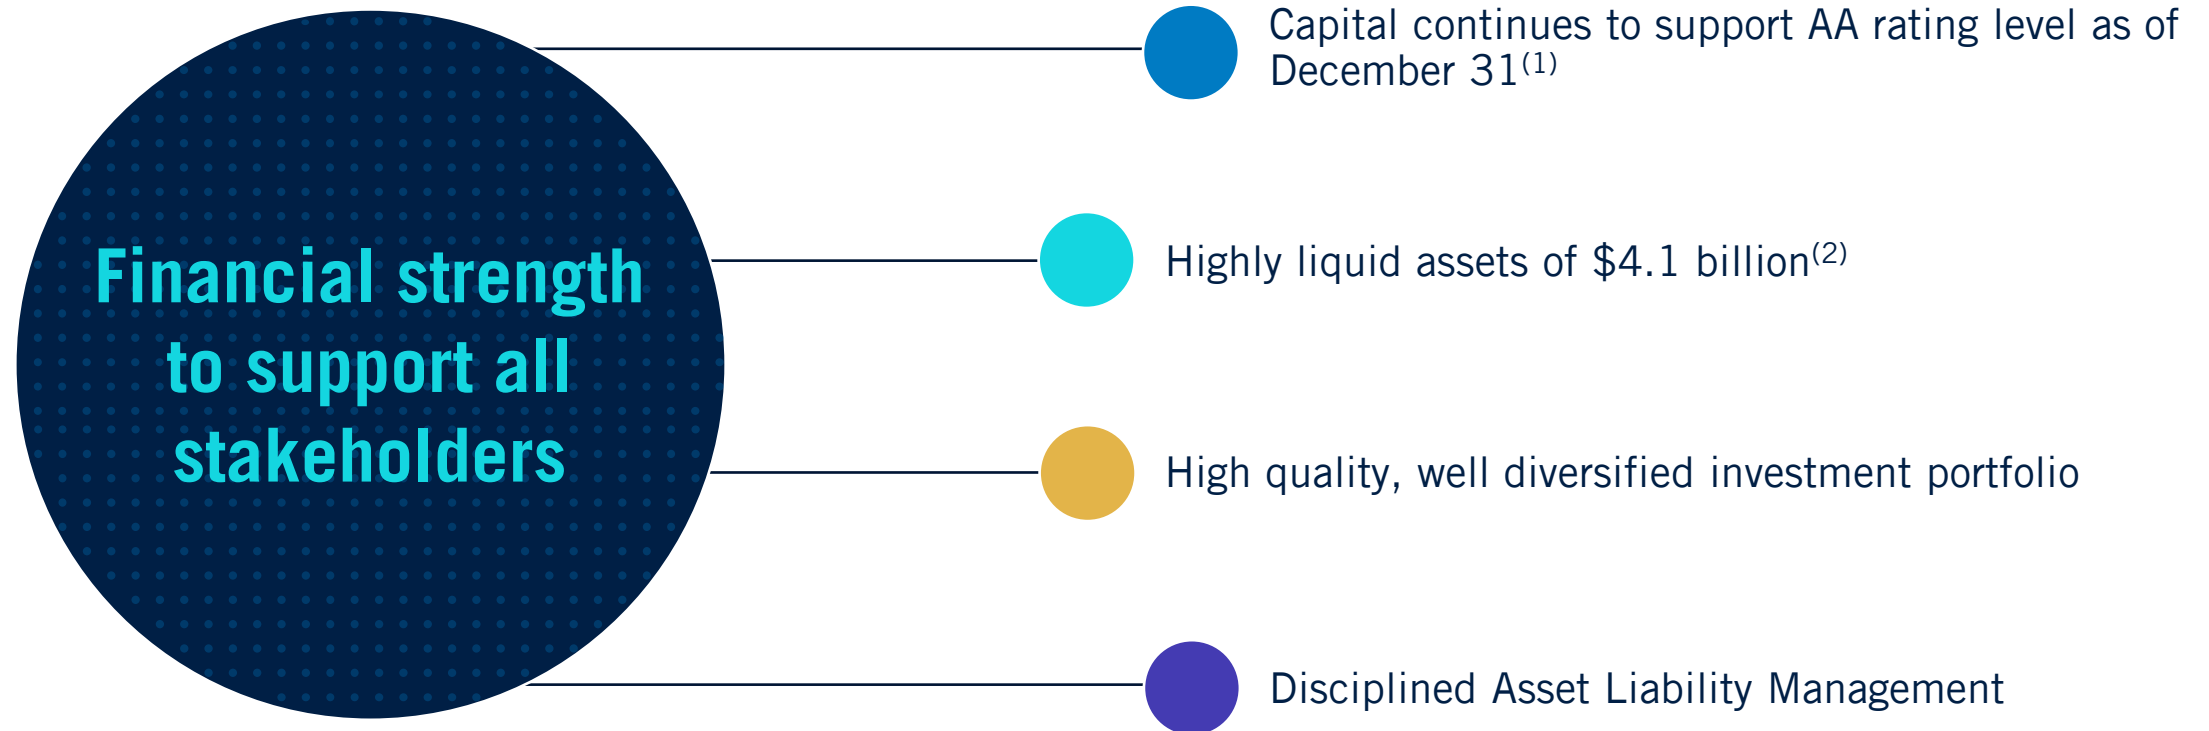 Financial strength
to support all
stakeholders
Capital continues to support AA rating level as of
December 31(1)
Highly liquid assets of $4.1 billion(2)
High quality, well diversified investment portfolio
Disciplined Asset Liability Management